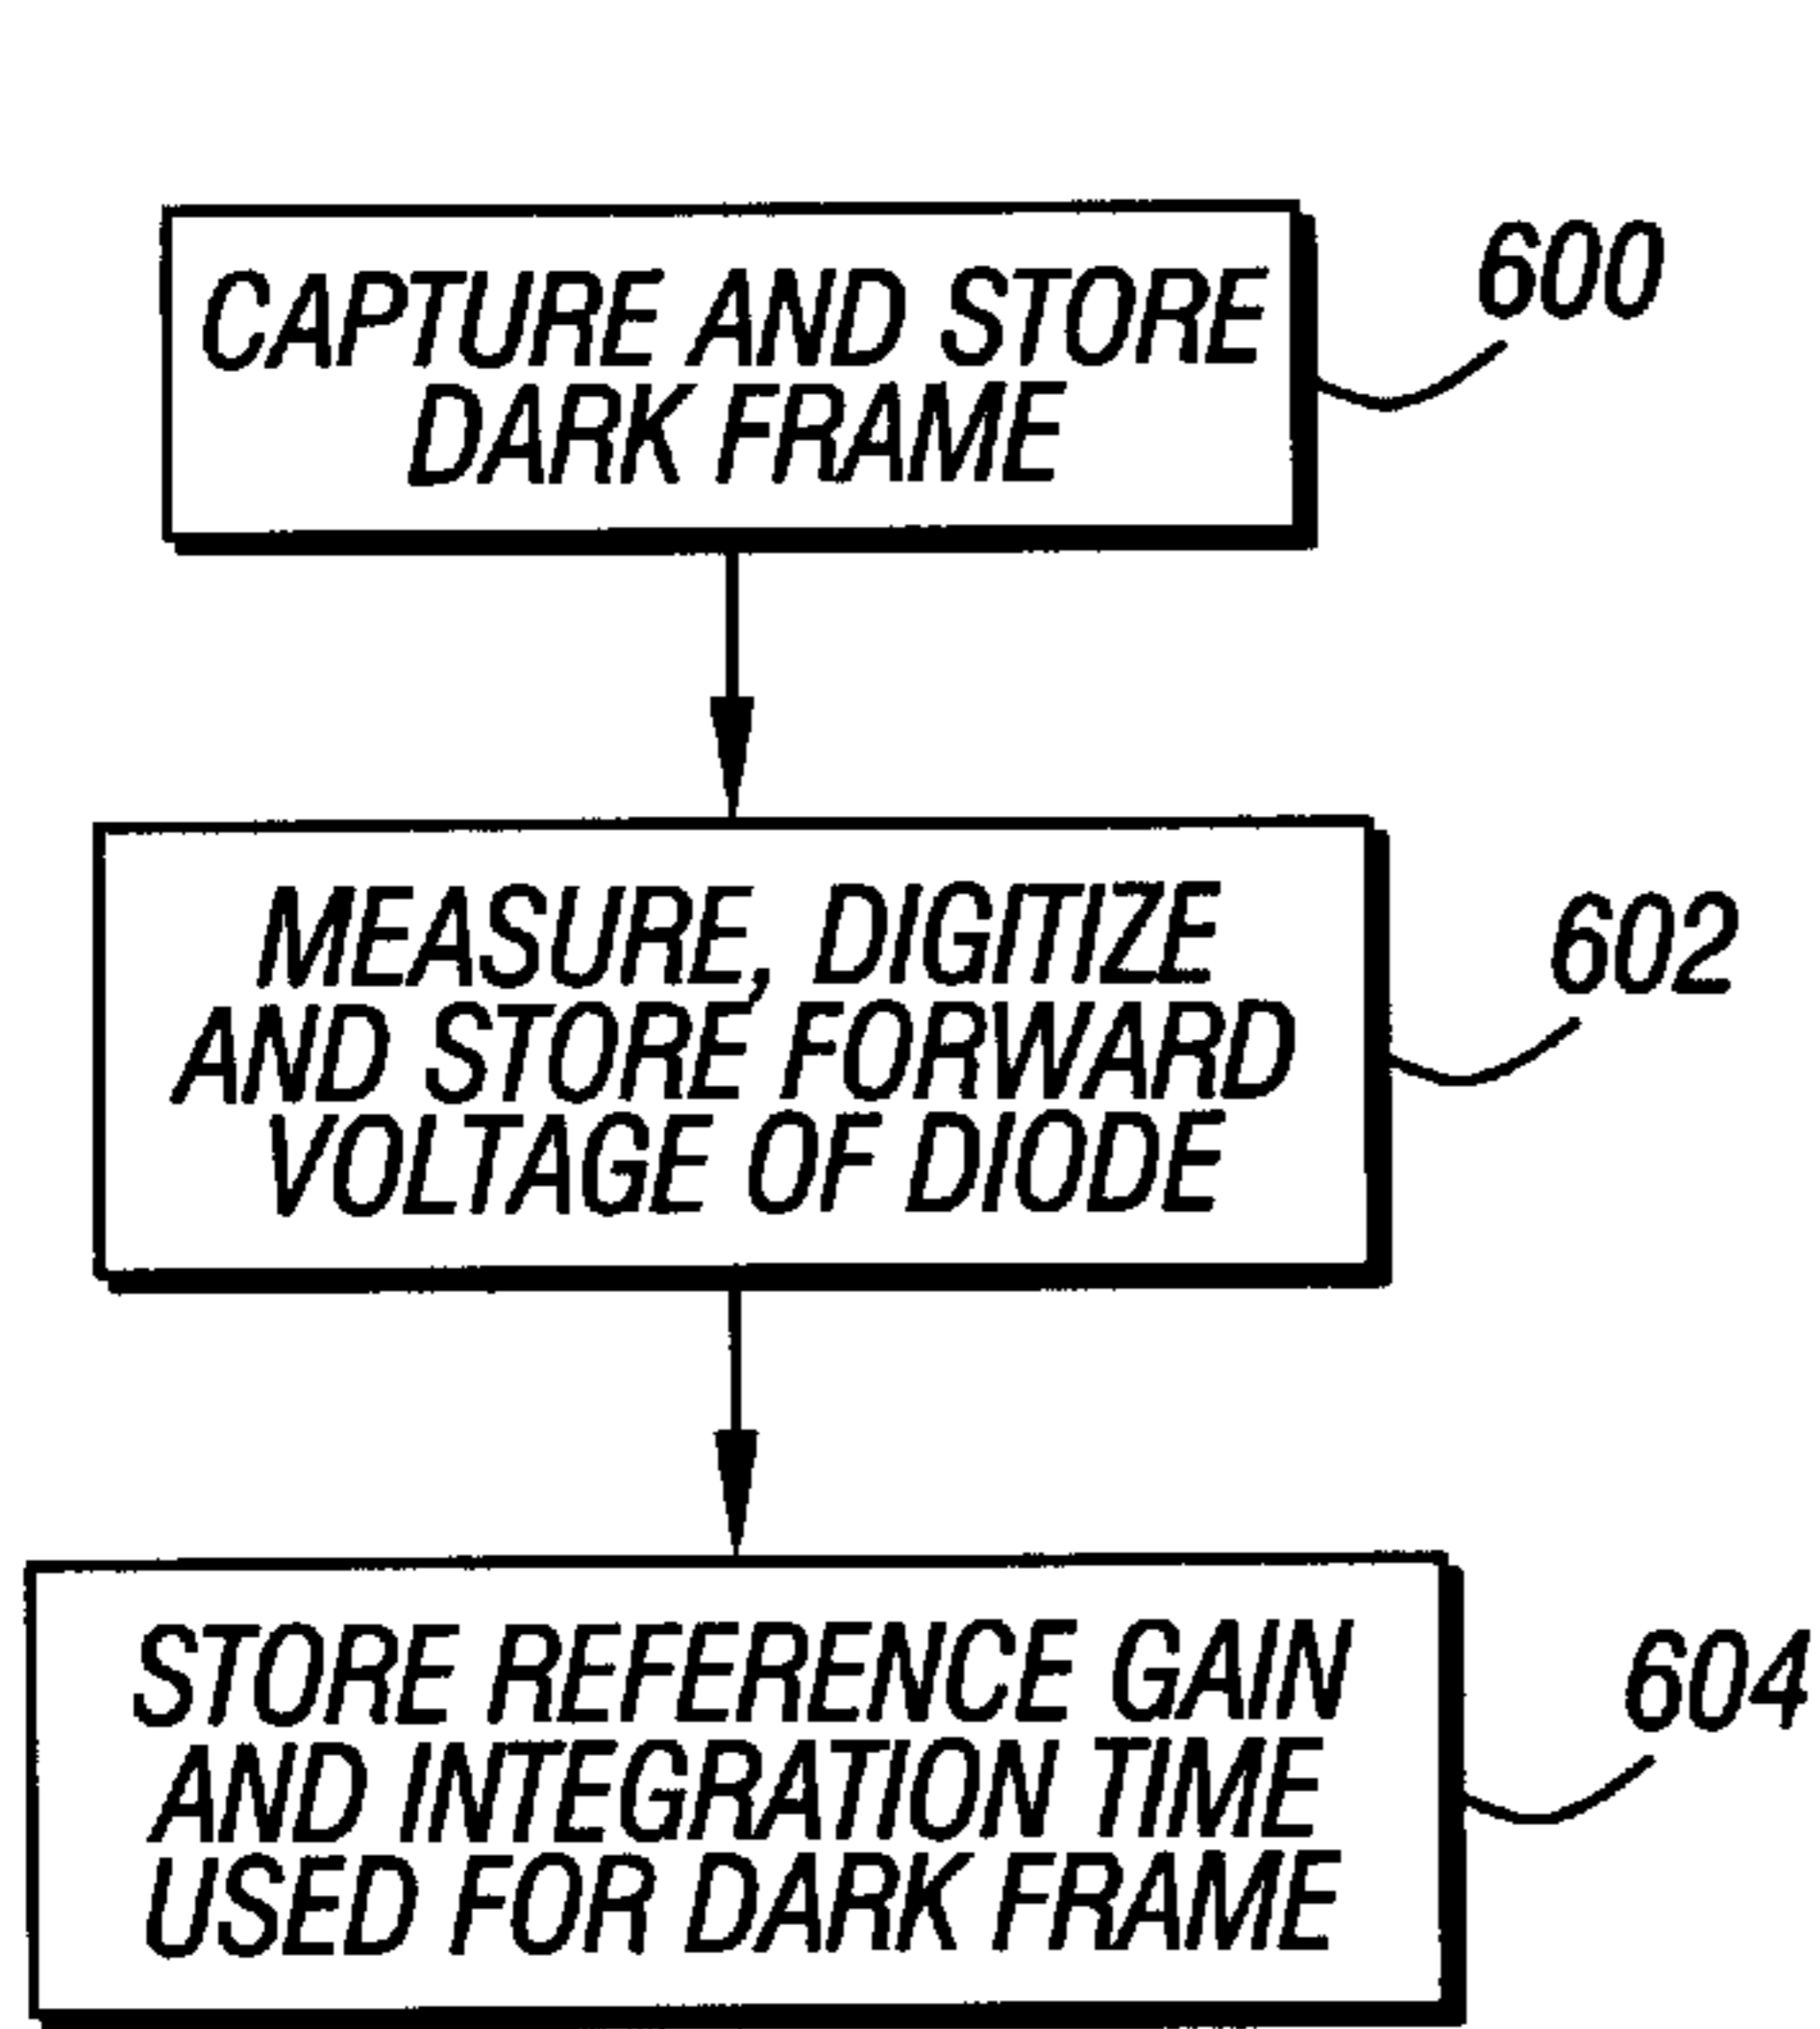 CAPTURE AND STORE
DARK FRAME
600
MEASURE, DIGITIZE
AND STORE FORWARD
VOLTAGE OF DIODE
602
STORE REFERENCE GAIN
AND INTEGRATION TIME
USED FOR DARK FRAME
604